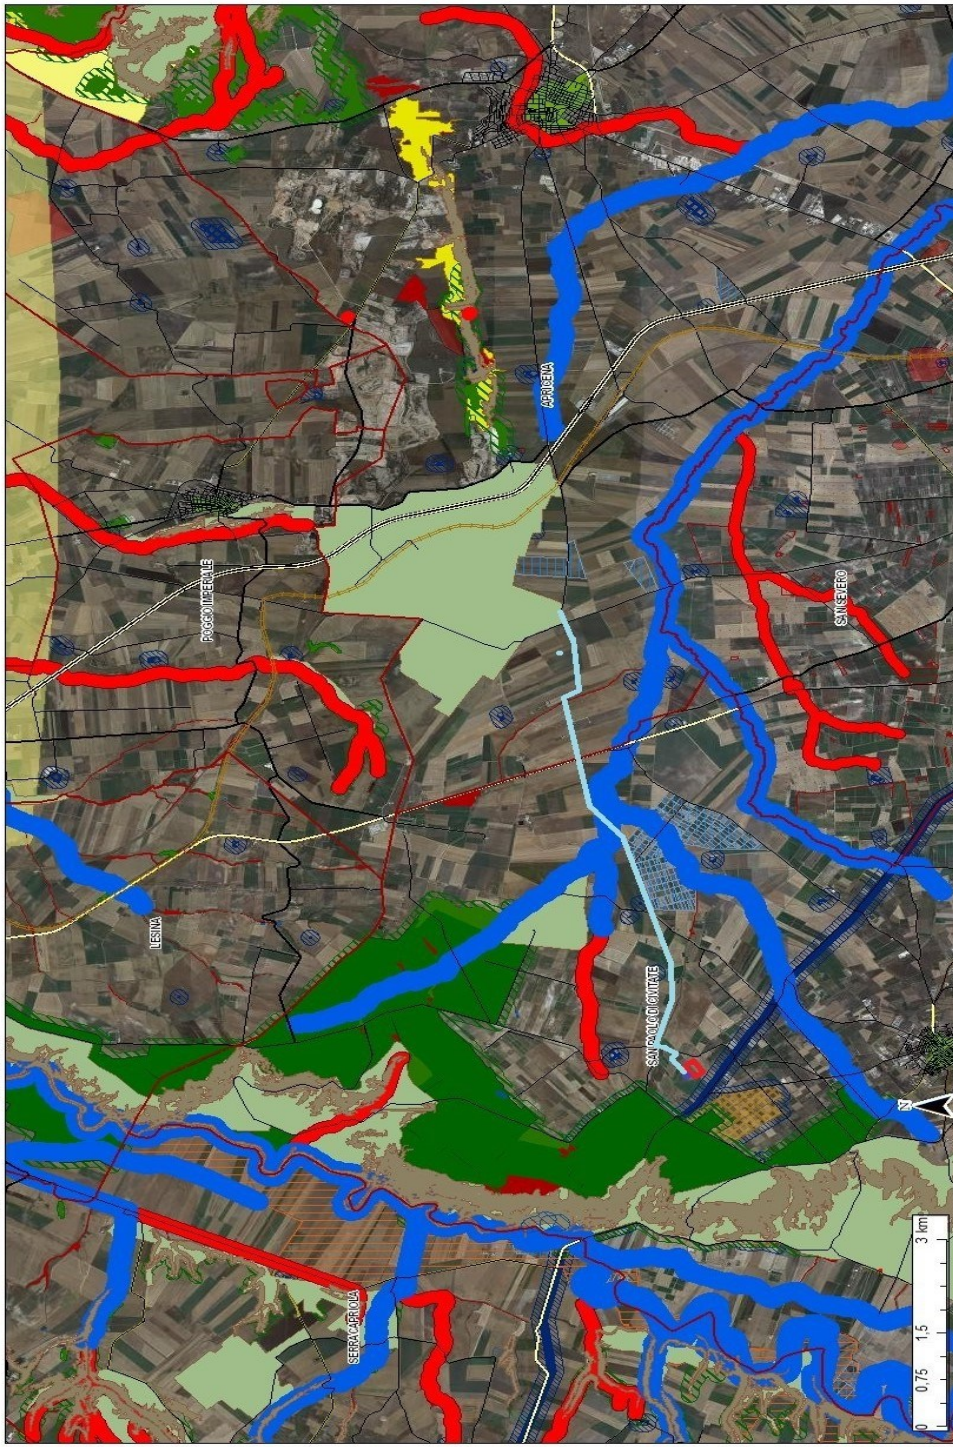 POGGIO IMPERIALE
LESINA
APRICENA
SAN SEVERO
SAN PAOLO DI CIVITATE
SERRACAPRIOLA
N
0 0,75 1,5 3 km